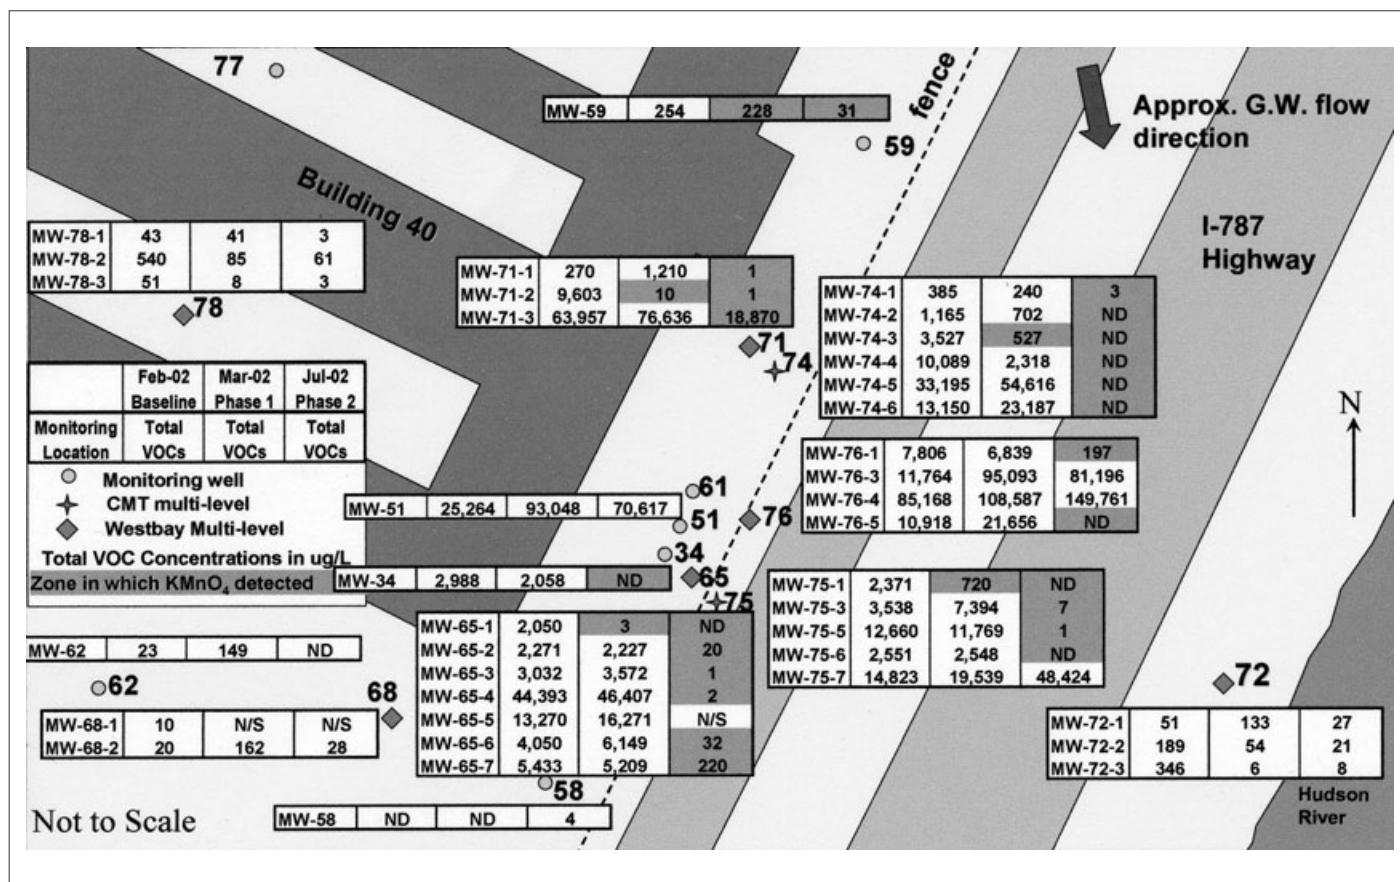 77
MW-59 254 228 31
59
fence
Approx. G.W. flow
direction
Building 40
I-787
Highway
MW-78-1 43 41 3
MW-78-2 540 85 61
MW-78-3 51 8 3
78
MW-71-1 270 1,210 1
MW-71-2 9,603 10 1
MW-71-3 63,957 76,636 18,870
71
74
MW-74-1 385 240 3
MW-74-2 1,165 702 ND
MW-74-3 3,527 527 ND
MW-74-4 10,089 2,318 ND
MW-74-5 33,195 54,616 ND
MW-74-6 13,150 23,187 ND
Feb-02 Mar-02 Jul-02
Baseline Phase 1 Phase 2
Monitoring Total Total Total
Location VOCs VOCs VOCs
Monitoring well
CMT multi-level
Westbay Multi-level
Total VOC Concentrations in ug/L
Zone in which KMnO4 detected
N
MW-76-1 7,806 6,839 197
MW-76-3 11,764 95,093 81,196
MW-76-4 85,168 108,587 149,761
MW-76-5 10,918 21,656 ND
61
MW-51 25,264 93,048 70,617
51
76
34
MW-34 2,988 2,058 ND
65
75
MW-75-1 2,371 720 ND
MW-75-3 3,538 7,394 7
MW-75-5 12,660 11,769 1
MW-75-6 2,551 2,548 ND
MW-75-7 14,823 19,539 48,424
MW-65-1 2,050 3 ND
MW-65-2 2,271 2,227 20
MW-65-3 3,032 3,572 1
MW-65-4 44,393 46,407 2
MW-65-5 13,270 16,271 N/S
MW-65-6 4,050 6,149 32
MW-65-7 5,433 5,209 220
MW-62 23 149 ND
62
68
MW-68-1 10 N/S N/S
MW-68-2 20 162 28
72
MW-72-1 51 133 27
MW-72-2 189 54 21
MW-72-3 346 6 8
58
MW-58 ND ND 4
Not to Scale
Hudson
River